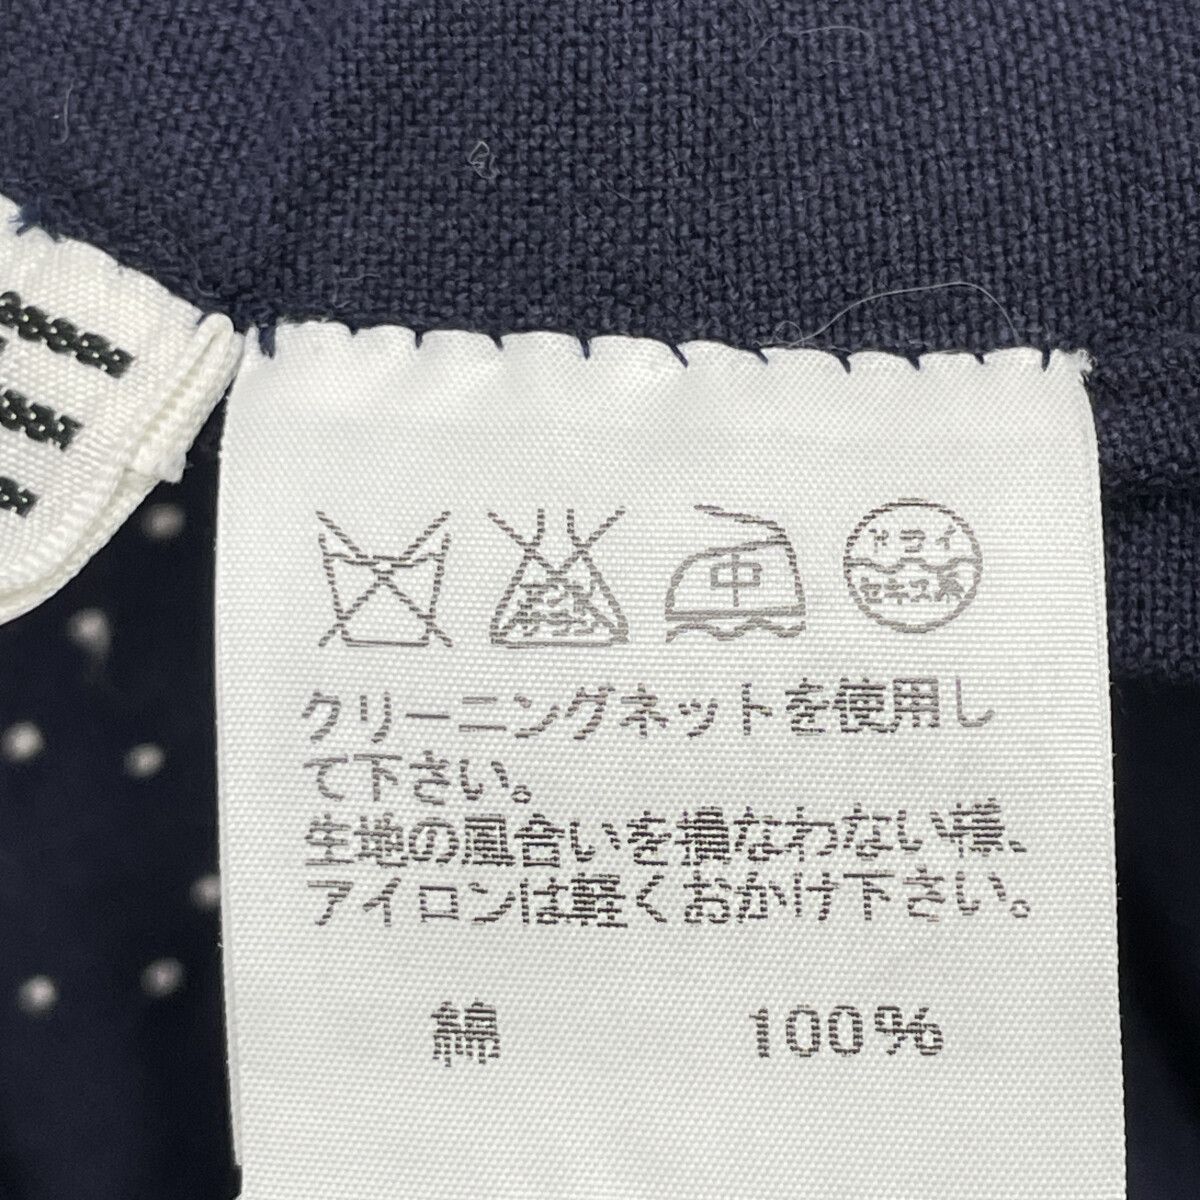 中
ドライ
セキユ系
クリーニングネットを使用し
て下さい。
生地の風合いを損なわない様、
アイロンは軽くおかけ下さい。
綿 100%